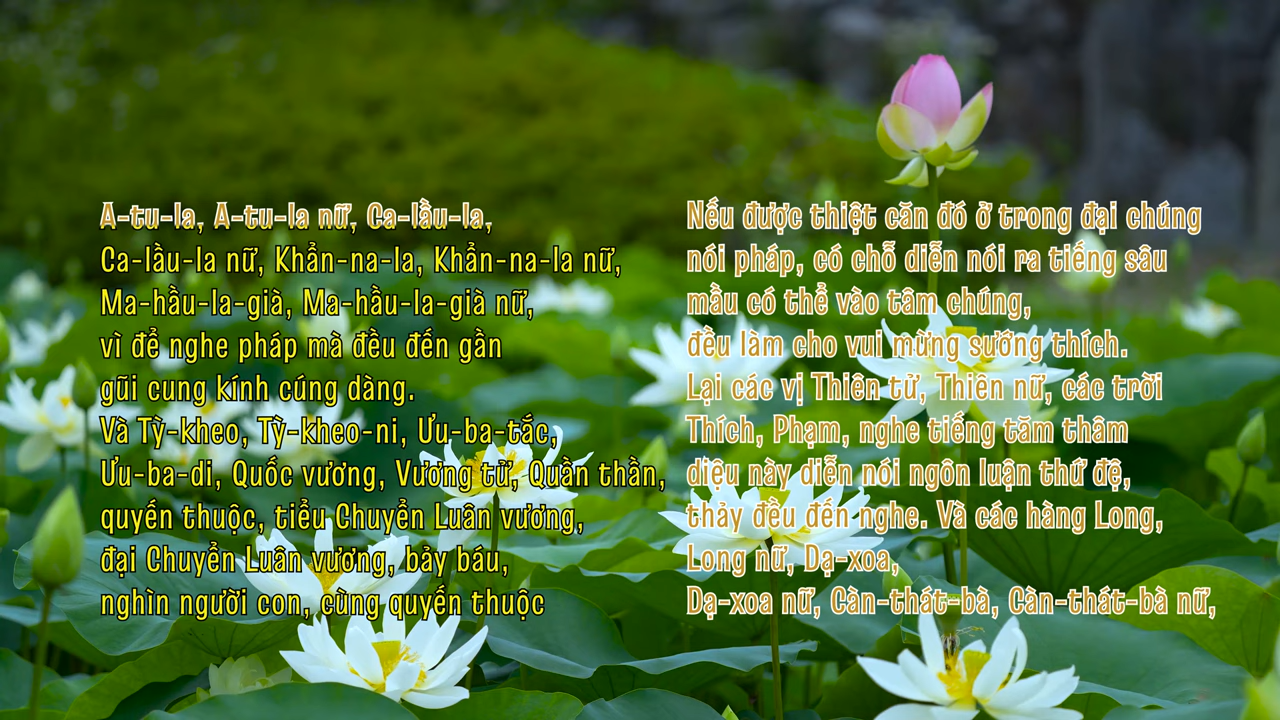 A-tu-la, A-tu-la nữ, Ca-lầu-la,
Ca-lầu-la nữ, Khẩn-na-la, Khẩn-na-la nữ,
Ma-hầu-la-già, Ma-hầu-la-già nữ,
vì để nghe pháp mà đều đến gần
gũi cung kính cúng dàng.
Và Tỳ-kheo, Tỳ-kheo-ni, Ưu-ba-tắc,
Ưu-ba-di, Quốc vương, Vương tử, Quần thần,
quyến thuộc, tiểu Chuyển Luân vương,
đại Chuyển Luân vương, bảy báu,
nghìn người con, cùng quyến thuộc
Nếu được thiệt căn đó ở trong đại chúng
nói pháp, có chỗ diễn nói ra tiếng sâu
mầu có thể vào tâm chúng,
đều làm cho vui mừng sướng thích.
Lại các vị Thiên tử, Thiên nữ, các trời
Thích, Phạm, nghe tiếng tăm thâm
diệu này diễn nói ngôn luận thứ đệ,
thảy đều đến nghe. Và các hàng Long,
Long nữ, Dạ-xoa,
Dạ-xoa nữ, Càn-thát-bà, Càn-thát-bà nữ,